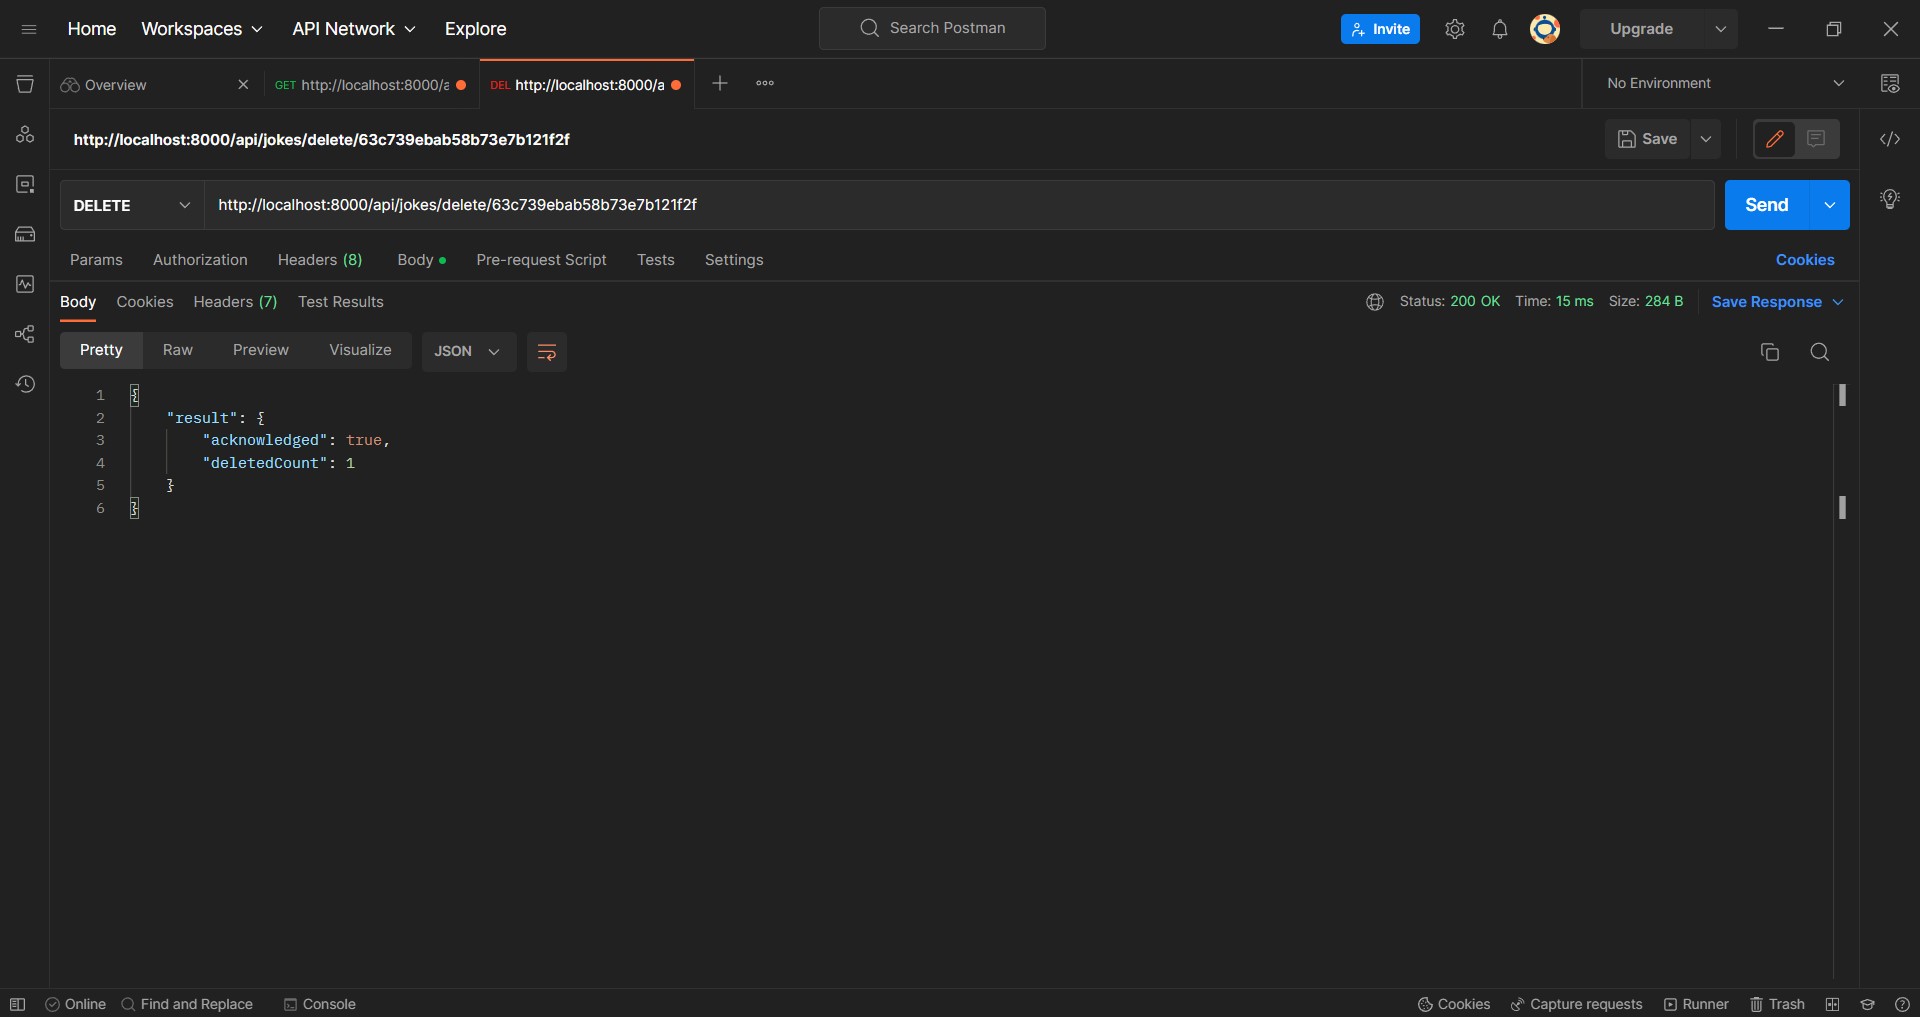 Home Workspaces API Network Explore Search Postman Invite Upgrade
Overview GET http://localhost:8000/a DEL http://localhost:8000/a No Environment
http://localhost:8000/api/jokes/delete/63c739ebab58b73e7b121f2f Save
DELETE http://localhost:8000/api/jokes/delete/63c739ebab58b73e7b121f2f Send
Params Authorization Headers (8) Body Pre-request Script Tests Settings Cookies
Body Cookies Headers (7) Test Results Status: 200 OK Time: 15 ms Size: 284 B Save Response
Pretty Raw Preview Visualize JSON
1 {
2 "result": {
3 "acknowledged": true,
4 "deletedCount": 1
5 }
6 }
Online Find and Replace Console Cookies Capture requests Runner Trash